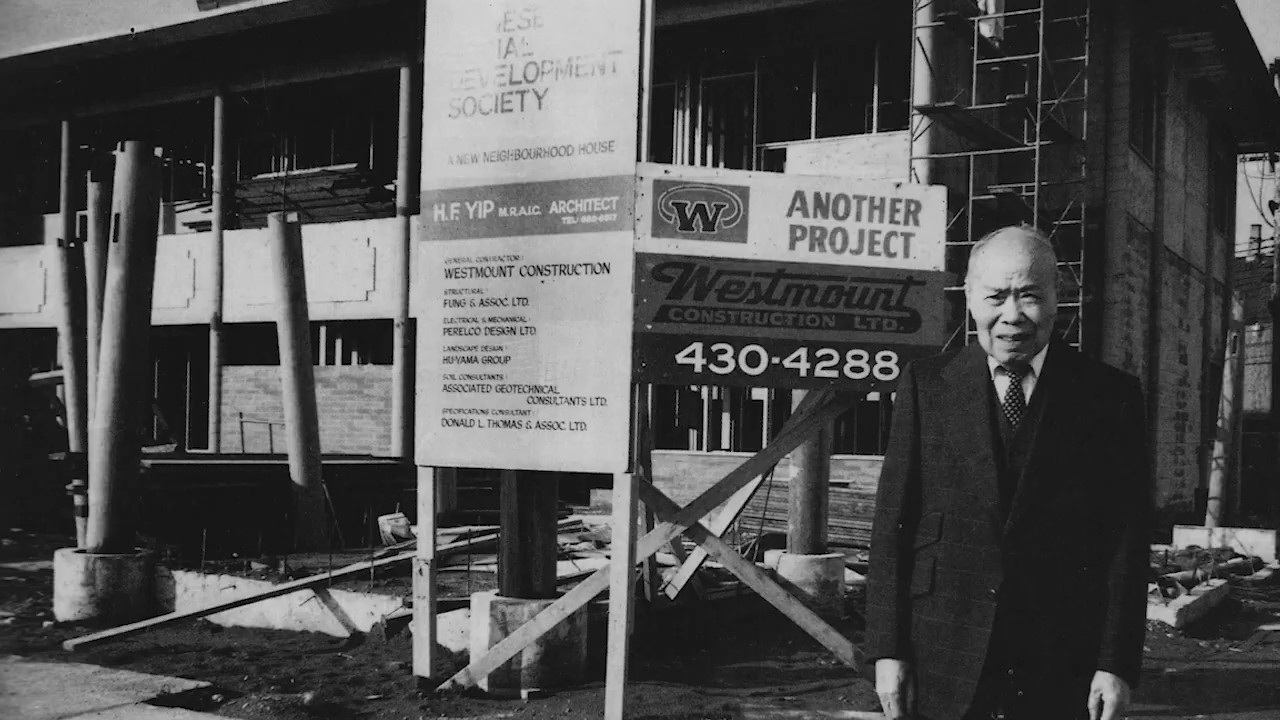 ESE
IAL
DEVELOPMENT
SOCIETY
A NEW NEIGHBOURHOOD HOUSE
H.F. YIP M.R.A.I.C. ARCHITECT
GENERAL CONTRACTOR:
WESTMOUNT CONSTRUCTION
STRUCTURAL:
FUNG & ASSOC. LTD.
ELECTRICAL & MECHANICAL:
PERELCO DESIGN LTD.
LANDSCAPE DESIGN:
HU-YAMA GROUP
SOIL CONSULTANTS:
ASSOCIATED GEOTECHNICAL
CONSULTANTS LTD.
SPECIFICATIONS CONSULTANT:
DONALD L. THOMAS & ASSOC. LTD.
W
ANOTHER
PROJECT
Westmount
CONSTRUCTION LTD.
430-4288